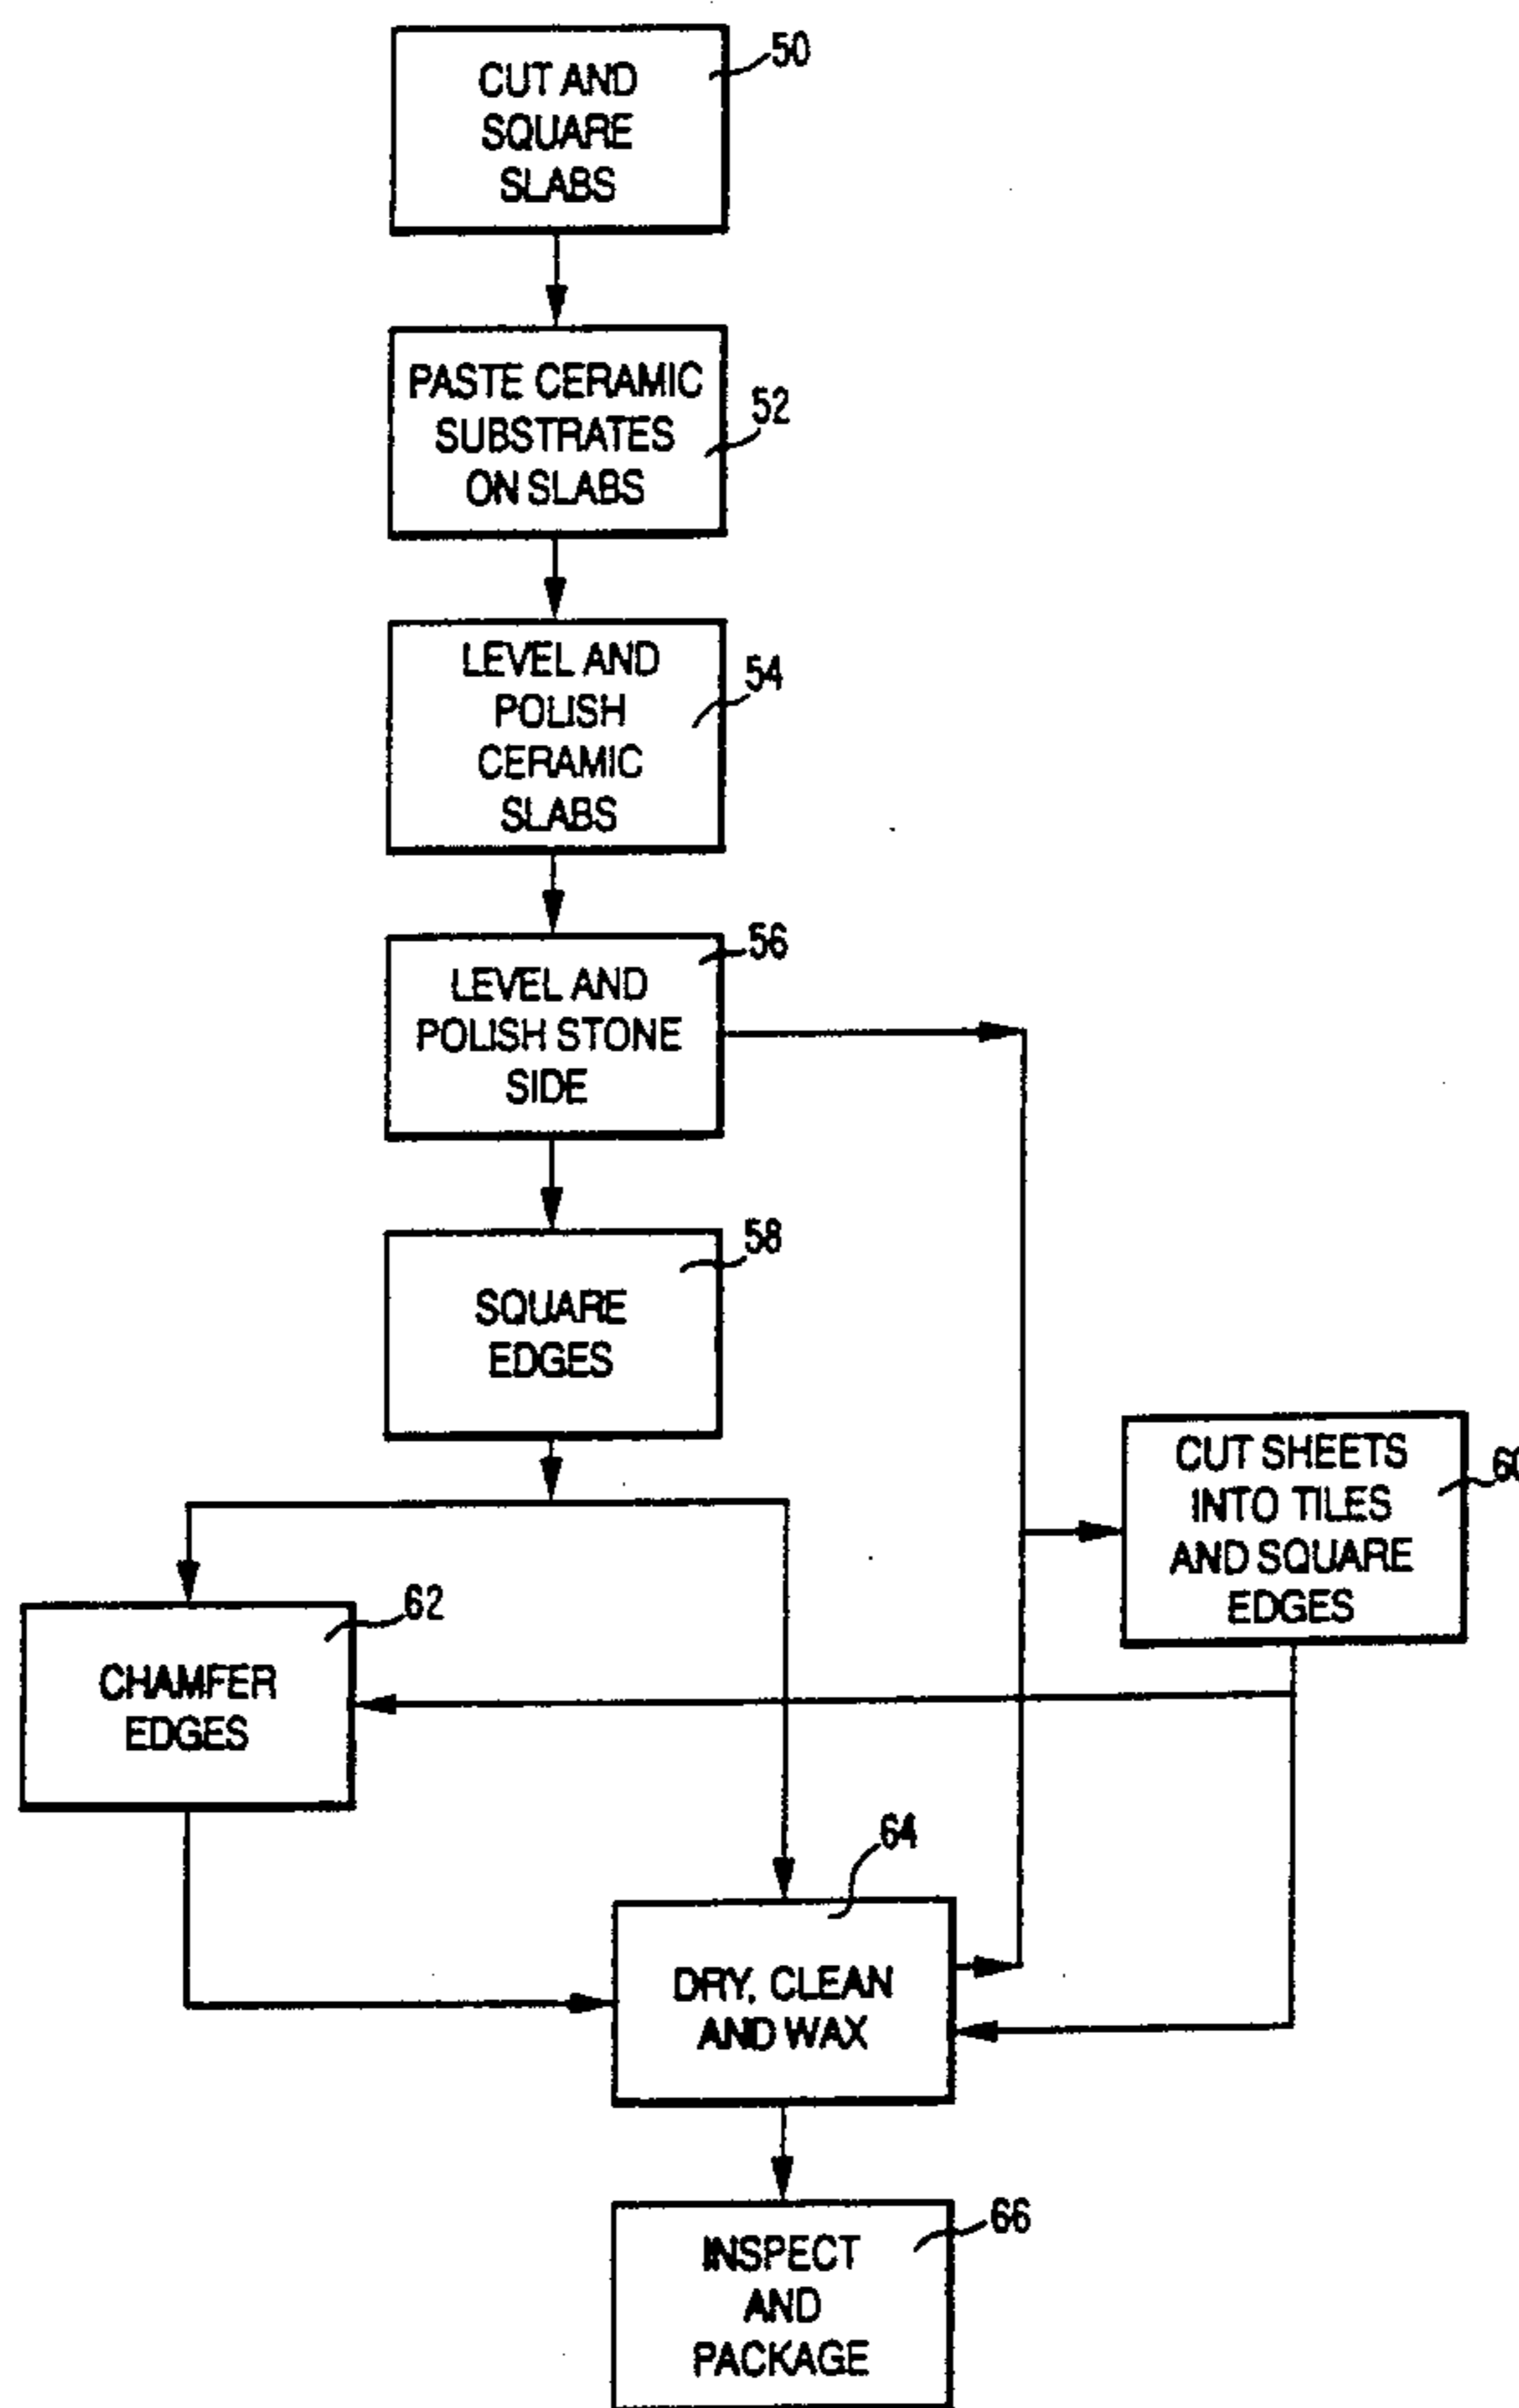 50
CUT AND
SQUARE
SLABS
PASTE CERAMIC
SUBSTRATES
ON SLABS
52
LEVEL AND
POLISH
CERAMIC
SLABS
54
LEVEL AND
POLISH STONE
SIDE
56
SQUARE
EDGES
58
CUT SHEETS
INTO TILES
AND SQUARE
EDGES
60
CHAMFER
EDGES
62
DRY, CLEAN
AND WAX
64
INSPECT
AND
PACKAGE
66